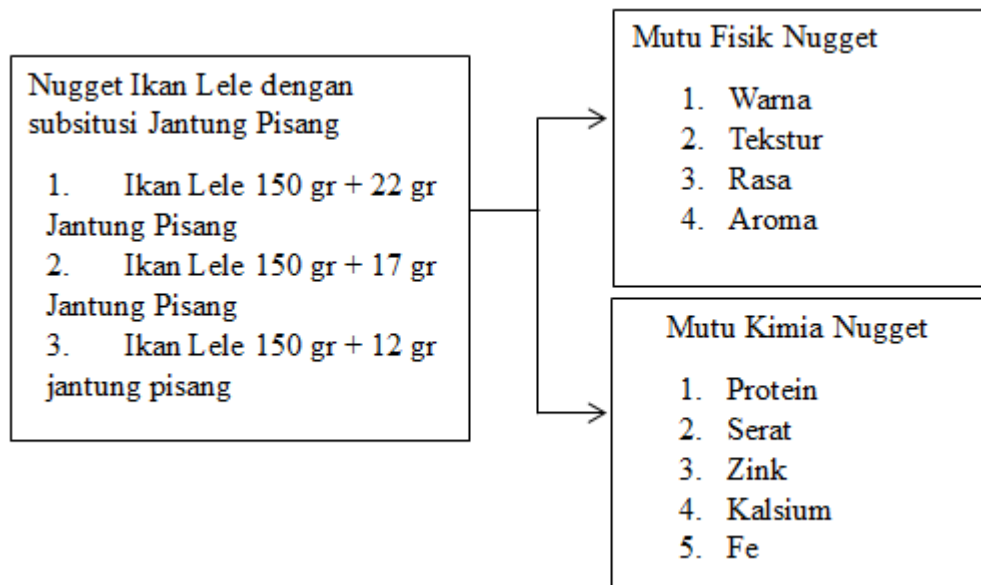 Nugget Ikan Lele dengan
subsitusi Jantung Pisang
1. Ikan Lele 150 gr + 22 gr
Jantung Pisang
2. Ikan Lele 150 gr + 17 gr
Jantung Pisang
3. Ikan Lele 150 gr + 12 gr
jantung pisang
Mutu Fisik Nugget
1. Warna
2. Tekstur
3. Rasa
4. Aroma
Mutu Kimia Nugget
1. Protein
2. Serat
3. Zink
4. Kalsium
5. Fe